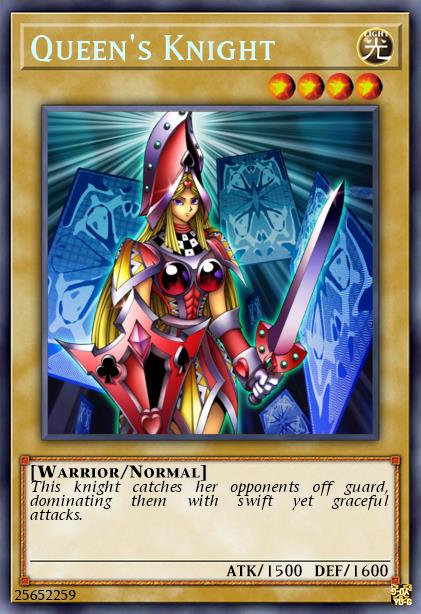 Queen's Knight
LIGHT
光
[Warrior/Normal]
This knight catches her opponents off guard,
dominating them with swift yet graceful
attacks.
ATK/1500 DEF/1600
25652259